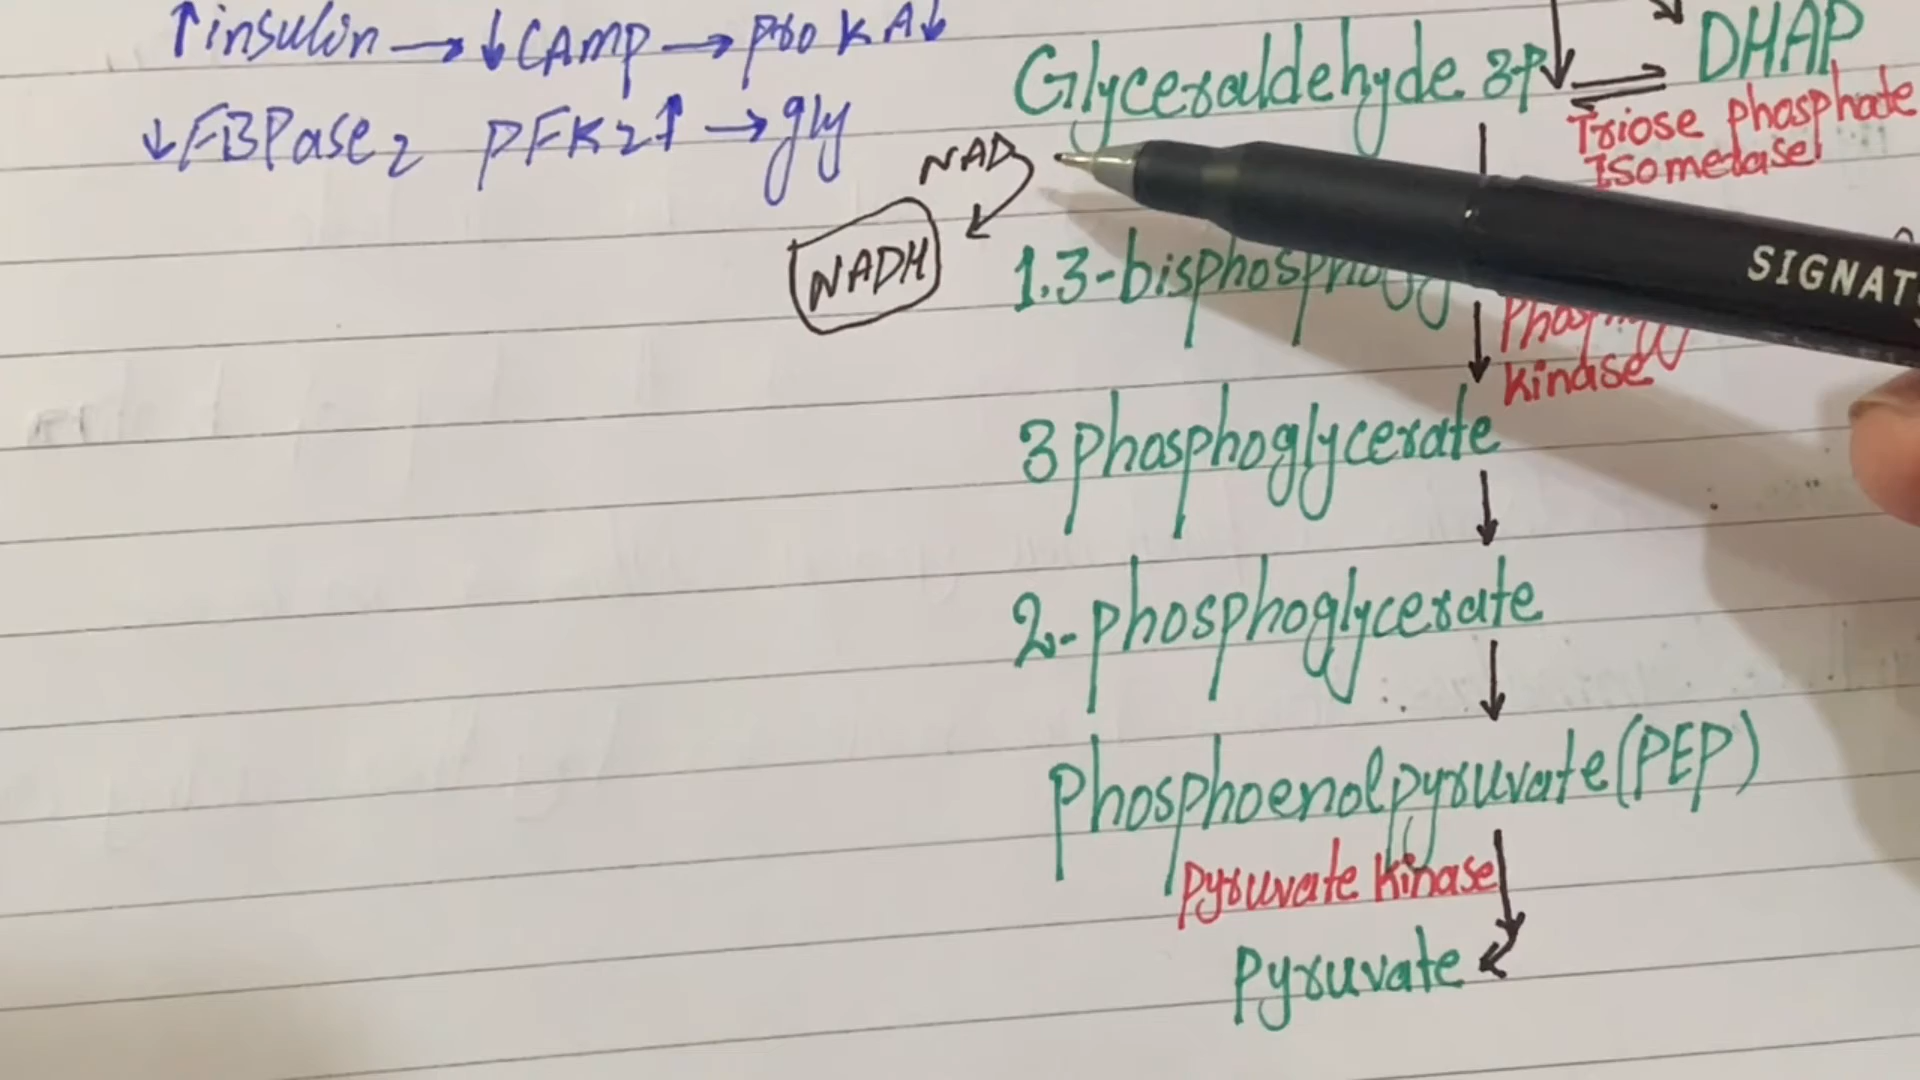 ↑insulin → ↓CAMP → pro KA↓
↓FBPase2 PFK2↑ → gly
Glyceraldehyde 3P
DHAP
Triose phosphate
Isomerase
NAD
NADH
1.3-bisphosphog
Kinase
SIGNAT
3 phosphoglycerate
2-phosphoglycerate
Phosphoenolpyruvate (PEP)
Pyruvate Kinase
Pyruvate